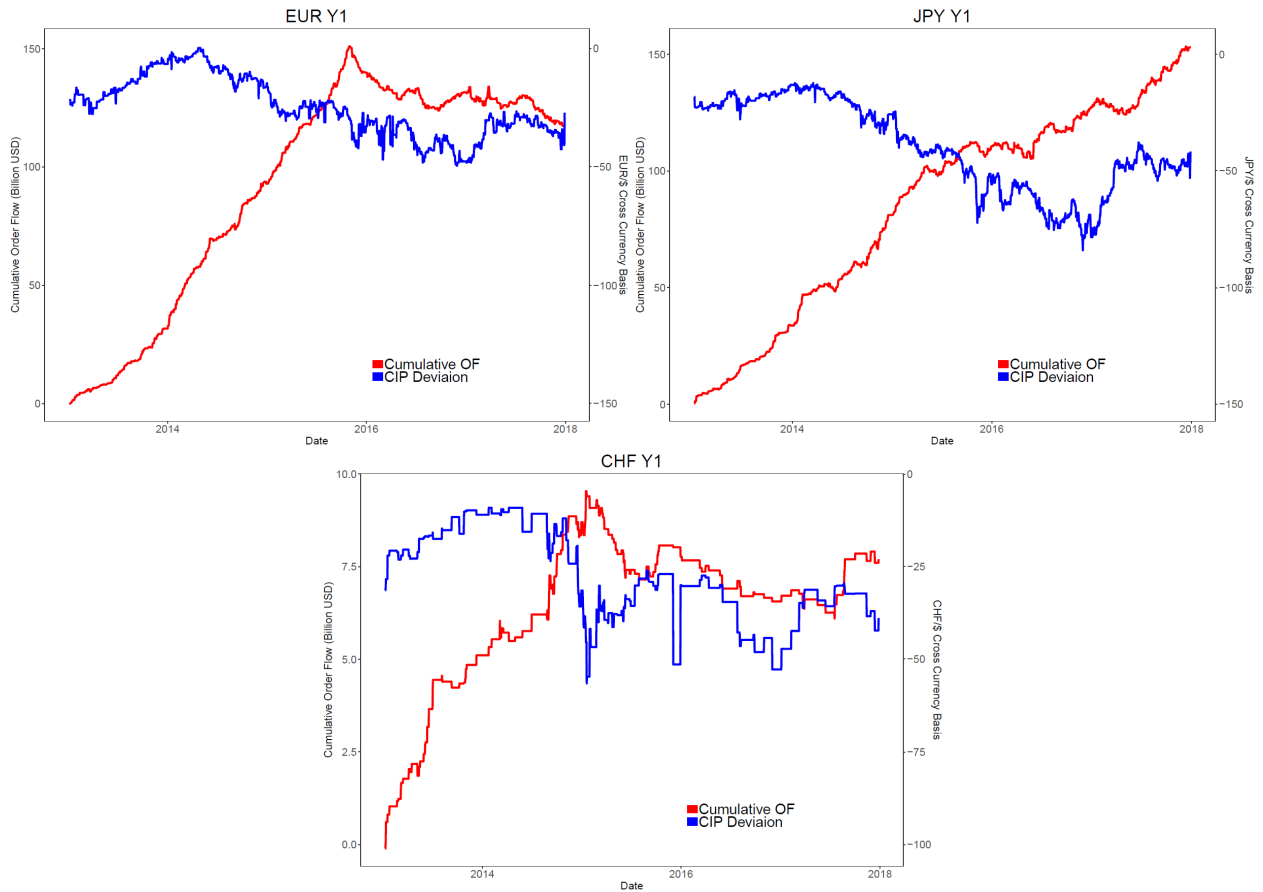 EUR Y1
Cumulative Order Flow (Billion USD)
150
100
50
0
0
−50
−100
−150
EUR/$ Cross Currency Basis
Cumulative OF
CIP Deviaion
2014
2016
2018
Date
JPY Y1
Cumulative Order Flow (Billion USD)
150
100
50
0
0
−50
−100
−150
JPY/$ Cross Currency Basis
Cumulative OF
CIP Deviaion
2014
2016
2018
Date
CHF Y1
Cumulative Order Flow (Billion USD)
10.0
7.5
5.0
2.5
0.0
0
−25
−50
−75
−100
CHF/$ Cross Currency Basis
Cumulative OF
CIP Deviaion
2014
2016
2018
Date